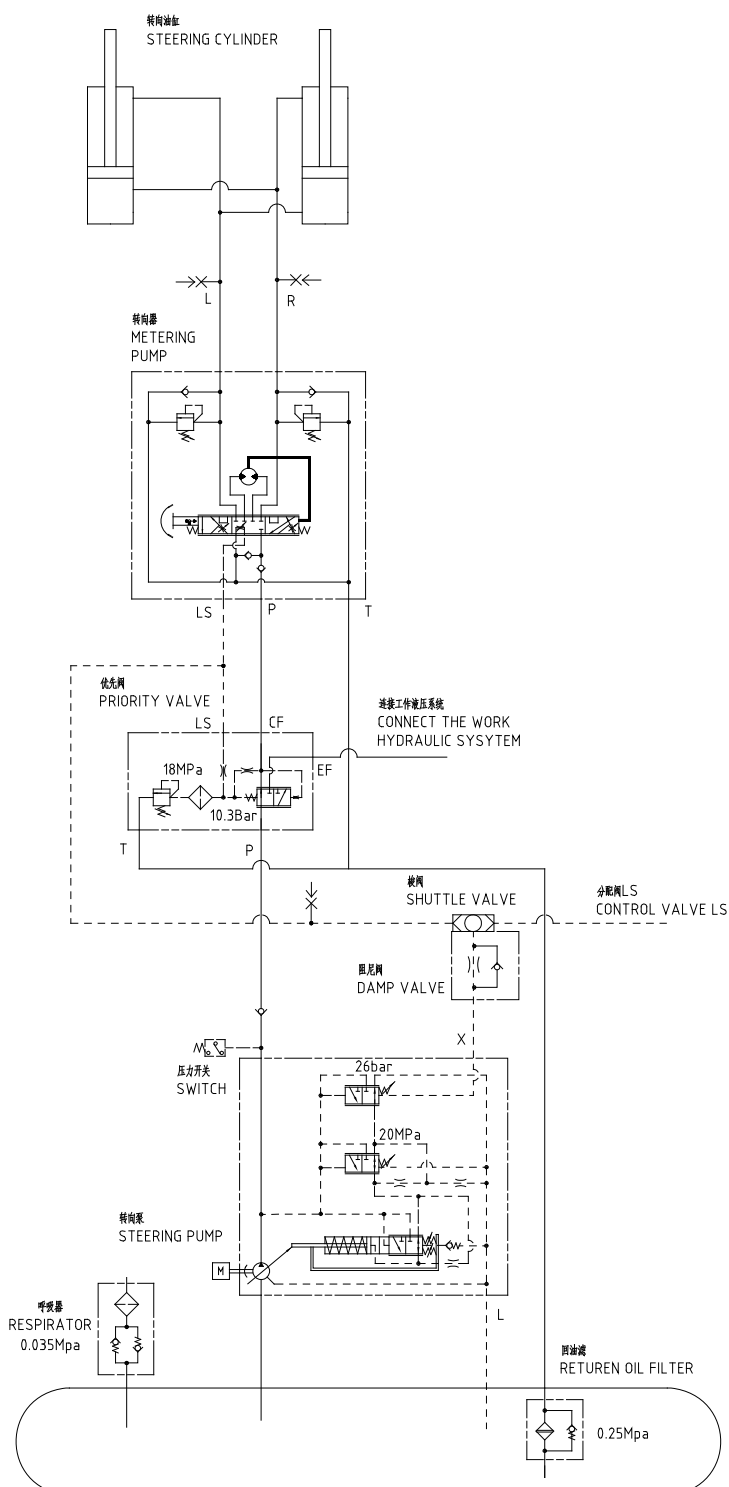 转向油缸
STEERING CYLINDER
L
R
转向器
METERING
PUMP
LS
P
T
优先阀
PRIORITY VALVE
LS
CF
连接工作液压系统
CONNECT THE WORK
HYDRAULIC SYSYTEM
18MPa
EF
10.3Bar
T
P
梭阀
SHUTTLE VALVE
分配阀LS
CONTROL VALVE LS
阻尼阀
DAMP VALVE
X
压力开关
SWITCH
26bar
20MPa
转向泵
STEERING PUMP
M
L
呼吸器
RESPIRATOR
0.035Mpa
回油滤
RETUREN OIL FILTER
0.25Mpa